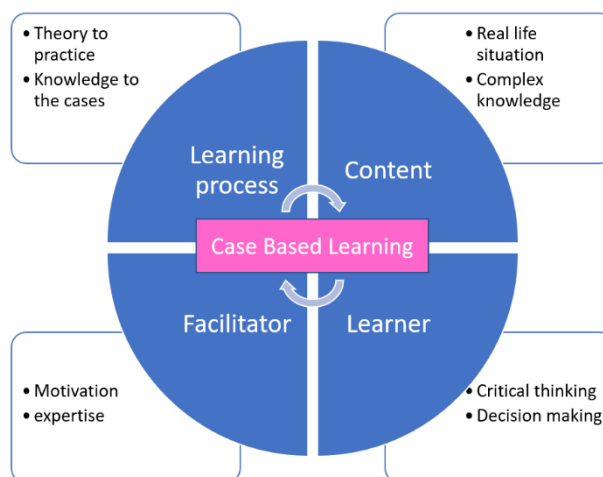 • Theory to
practice
• Knowledge to
the cases
• Real life
situation
• Complex
knowledge
Learning
process
Content
Case Based Learning
Facilitator
Learner
• Motivation
• expertise
• Critical thinking
• Decision making